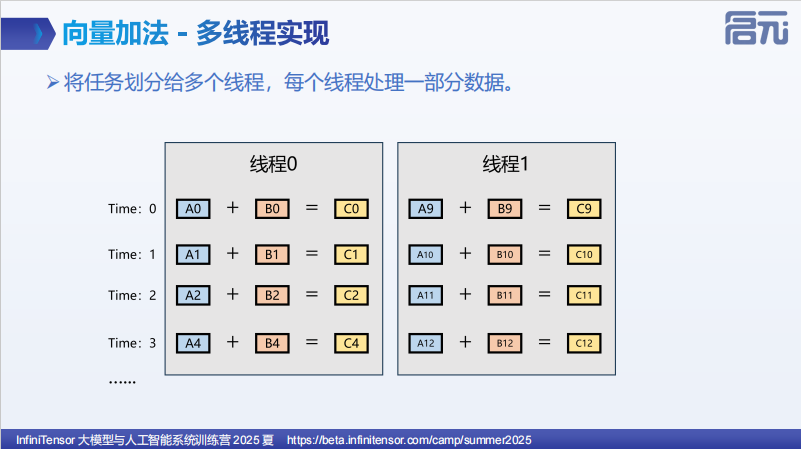 向量加法 - 多线程实现
启元
将任务划分给多个线程，每个线程处理一部分数据。
线程0 线程1
Time：0 A0 + B0 = C0 A9 + B9 = C9
Time：1 A1 + B1 = C1 A10 + B10 = C10
Time：2 A2 + B2 = C2 A11 + B11 = C11
Time：3 A4 + B4 = C4 A12 + B12 = C12
……
InfiniTensor 大模型与人工智能系统训练营 2025 夏 https://beta.infinitensor.com/camp/summer2025